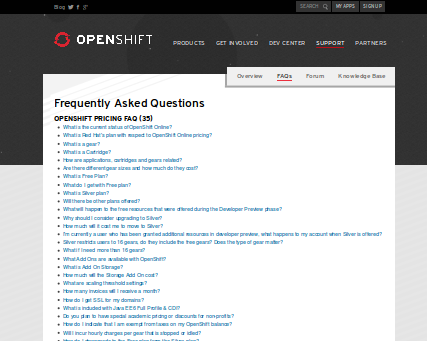 Blog
SEARCH MY APPS SIGN UP
OPENSHIFT
PRODUCTS GET INVOLVED DEV CENTER SUPPORT PARTNERS
Overview FAQs Forum Knowledge Base
Frequently Asked Questions
OPENSHIFT PRICING FAQ (35)
What is the current status of OpenShift Online?
What is Red Hat's plan with respect to OpenShift Online pricing?
What is a gear?
What is a Cartridge?
How are applications, cartridges and gears related?
Are there different gear sizes and how much do they cost?
What is Free Plan?
What do I get with Free plan?
What is Silver plan?
Will there be other plans offered?
What will happen to the free resources that were offered during the Developer Preview phase?
Why should I consider upgrading to Silver?
How much will it cost me to move to Silver?
I'm currently a user who has been granted additional resources in developer preview, what happens to my account when Silver is offered?
Silver restricts users to 16 gears, do they include the free gears? Does the type of gear matter?
What if I need more than 16 gears?
What Add Ons are available with OpenShift?
What is Add On Storage?
How much will the Storage Add On cost?
What are scaling threshold settings?
How many invoices will I receive a month?
How do I get SSL for my domains?
What is included with Java EE6 Full Profile & CDI?
Do you plan to have special academic pricing or discounts for non-profits?
How do I indicate that I am exempt from taxes on my OpenShift balance?
Will I incur hourly charges per gear that is stopped or idled?